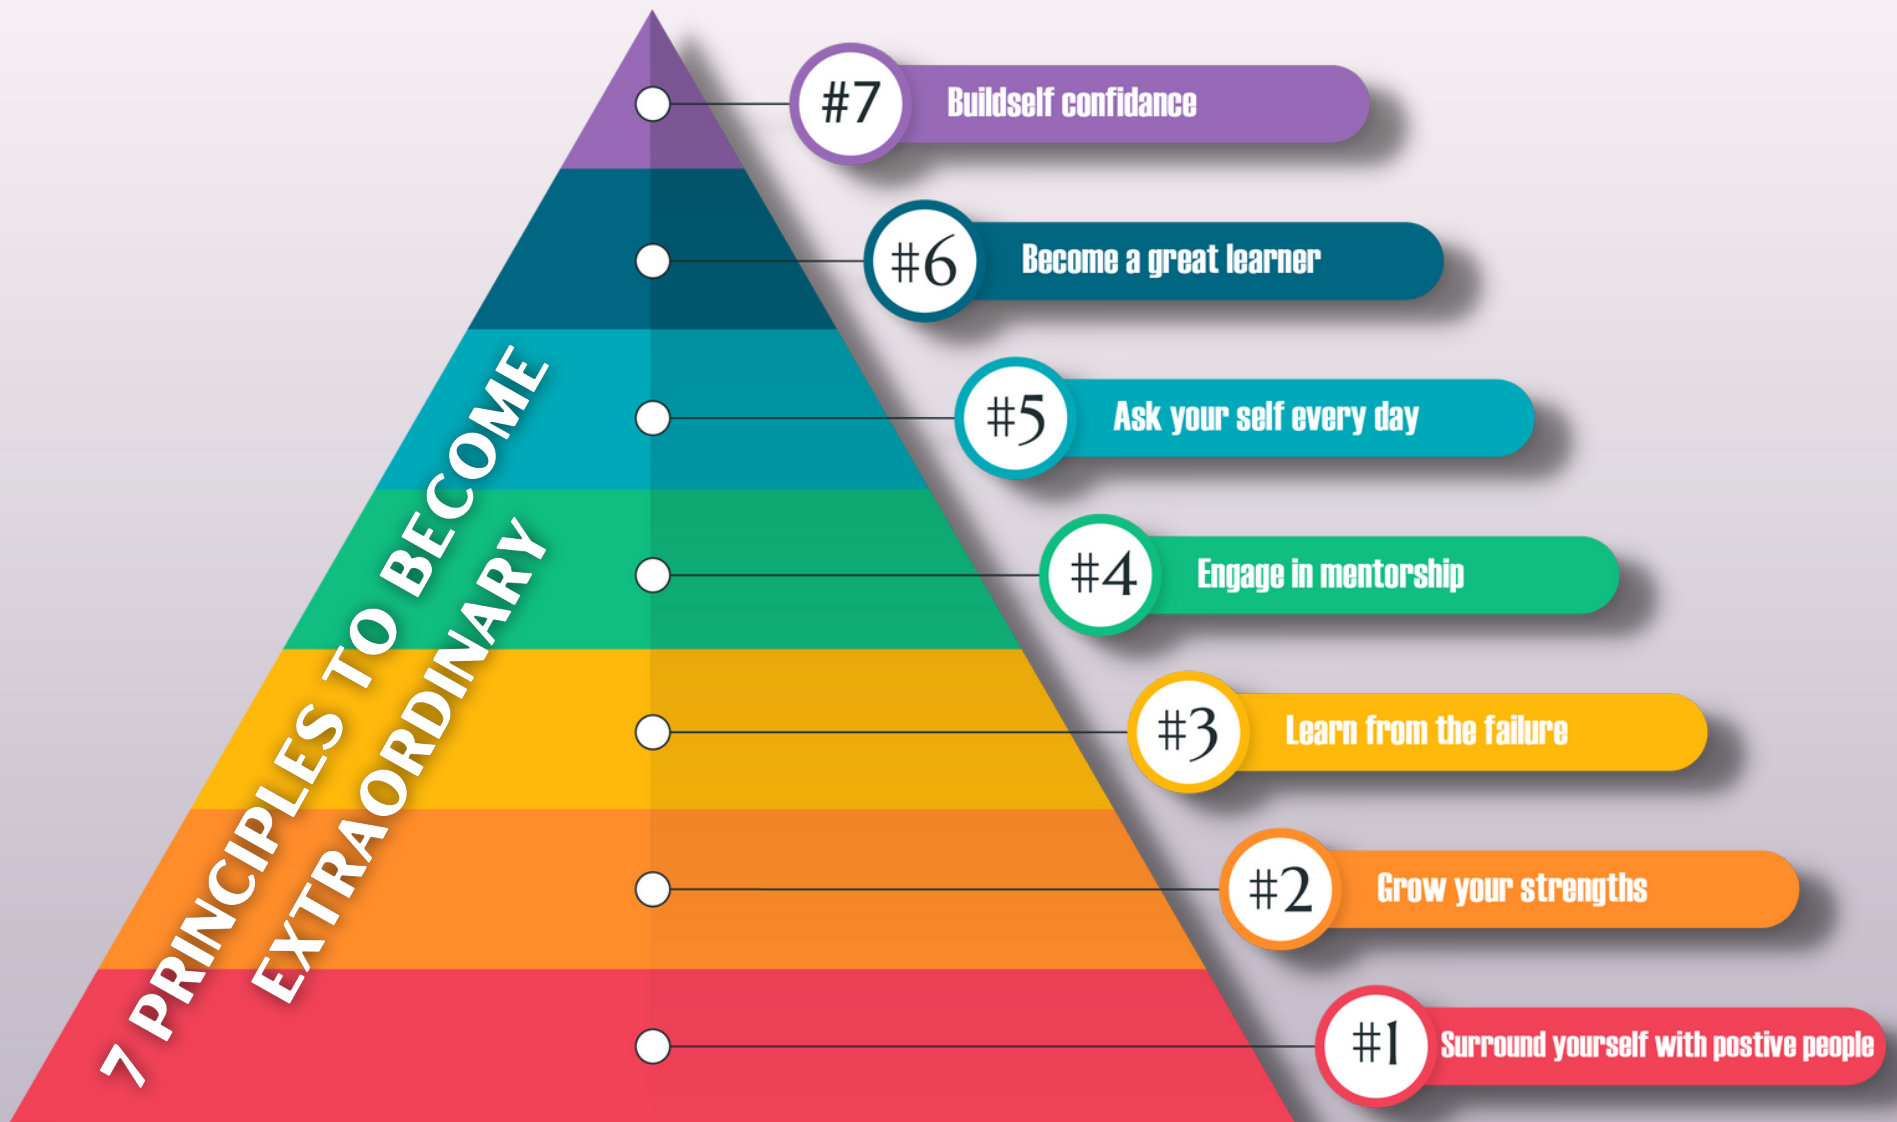 7 PRINCIPLES TO BECOME
EXTRAORDINARY
#7 Buildself confidance
#6 Become a great learner
#5 Ask your self every day
#4 Engage in mentorship
#3 Learn from the failure
#2 Grow your strengths
#1 Surround yourself with postive people